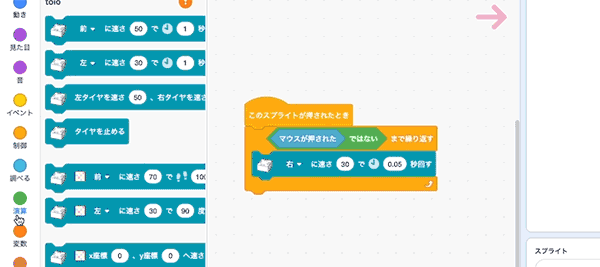 動き
見た目
音
イベント
制御
調べる
演算
変数
toio
!
前 に速さ 50 で 1 秒
左 に速さ 30 で 1 秒
左タイヤを速さ 50 、右タイヤを速さ
タイヤを止める
前 に速さ 70 で 100
左 に速さ 30 で 90 度
x座標 0 、y座標 0 へ速さ
このスプライトが押されたとき
マウスが押された ではない まで繰り返す
右 に速さ 30 で 0.05 秒回す
スプライト